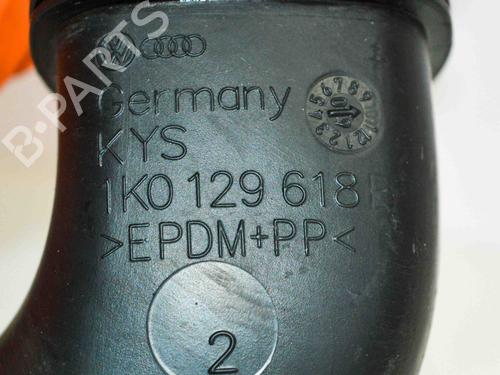 Germany
KYS
1K0 129 618
>EPDM+PP<
2
B-PARTS